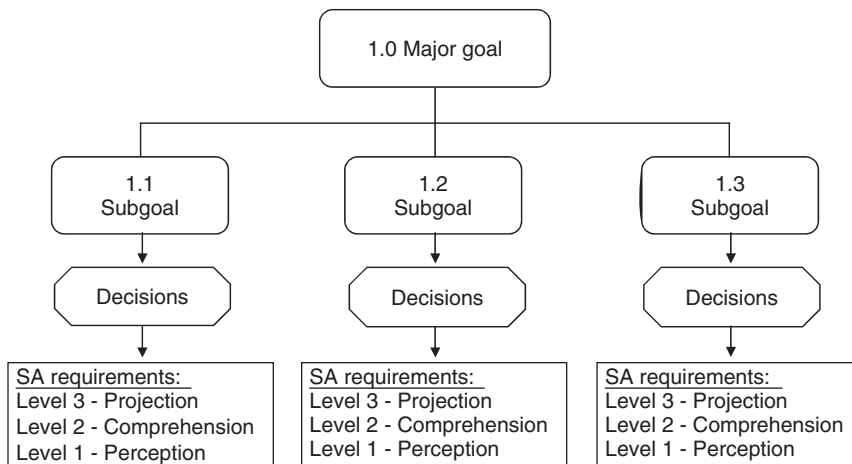 1.0 Major goal
1.1
Subgoal
1.2
Subgoal
1.3
Subgoal
Decisions
Decisions
Decisions
SA requirements:
Level 3 - Projection
Level 2 - Comprehension
Level 1 - Perception
SA requirements:
Level 3 - Projection
Level 2 - Comprehension
Level 1 - Perception
SA requirements:
Level 3 - Projection
Level 2 - Comprehension
Level 1 - Perception